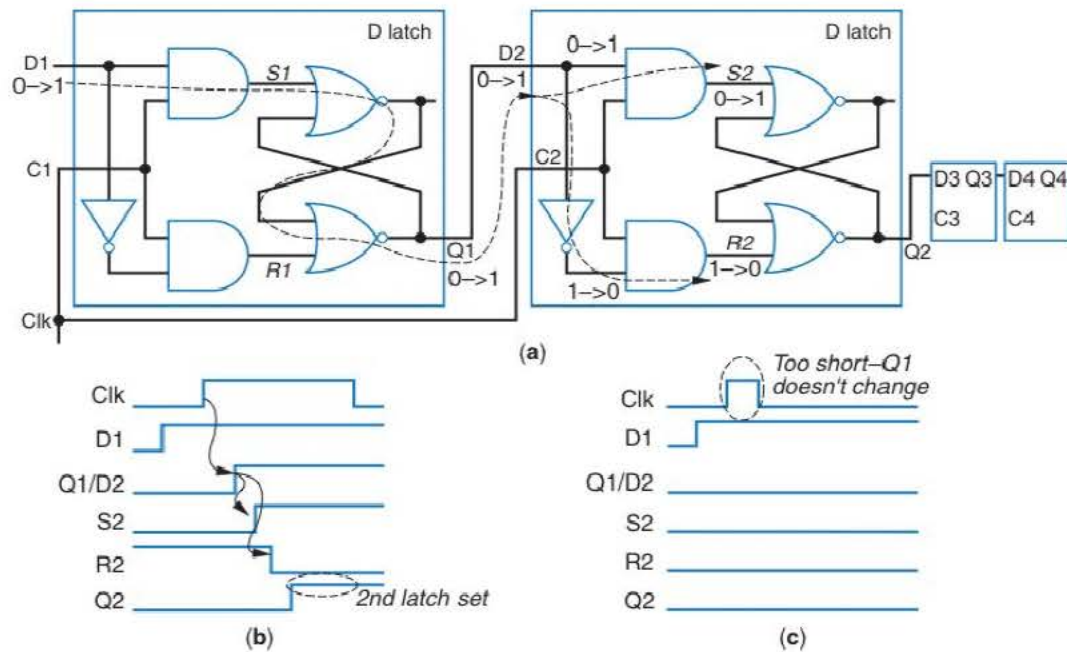 D latch
D latch
D1
0–>1
S1
D2
0–>1
0–>1
S2
0–>1
C1
C2
D3 Q3
D4 Q4
C3
C4
R1
Q1
0–>1
R2
1–>0
1–>0
Q2
Clk
(a)
Clk
D1
Q1/D2
S2
R2
Q2
2nd latch set
(b)
Too short–Q1
doesn't change
Clk
D1
Q1/D2
S2
R2
Q2
(c)